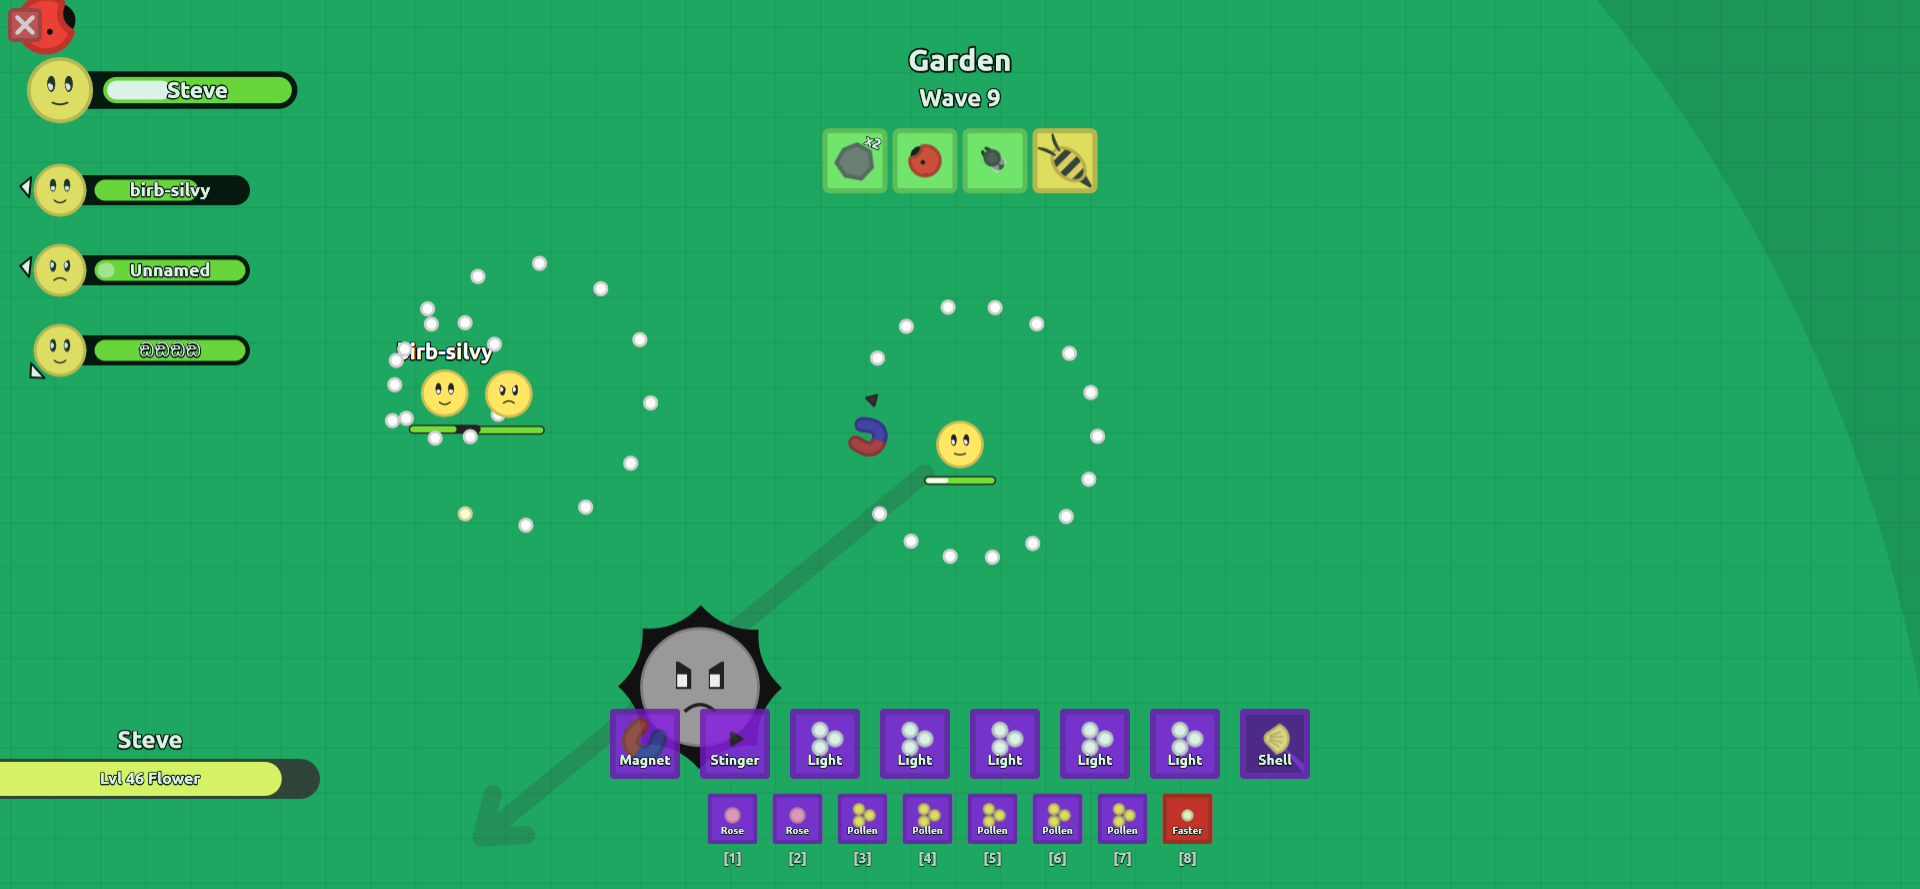 Garden
Wave 9
x2
Steve
birb-silvy
Unnamed
birb-silvy
Steve
Lvl 46 Flower
Magnet
Stinger
Light
Light
Light
Light
Light
Shell
Rose
Rose
Pollen
Pollen
Pollen
Pollen
Pollen
Faster
[1]
[2]
[3]
[4]
[5]
[6]
[7]
[8]